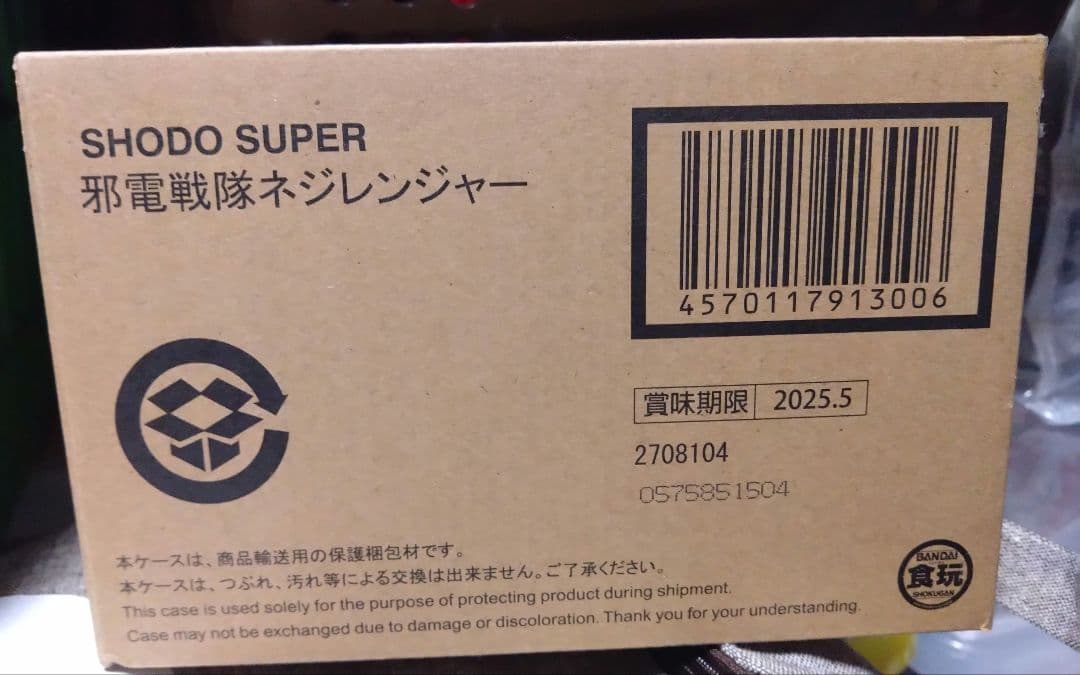 SHODO SUPER
邪電戦隊ネジレンジャー
4570117913006
賞味期限 2025.5
2708104
0575851504
本ケースは、商品輸送用の保護梱包材です。
本ケースは、つぶれ、汚れ等による交換は出来ません。ご了承ください。
This case is used solely for the purpose of protecting product during shipment.
Case may not be exchanged due to damage or discoloration. Thank you for your understanding.
BANDAI
食玩
SHOKUGAN